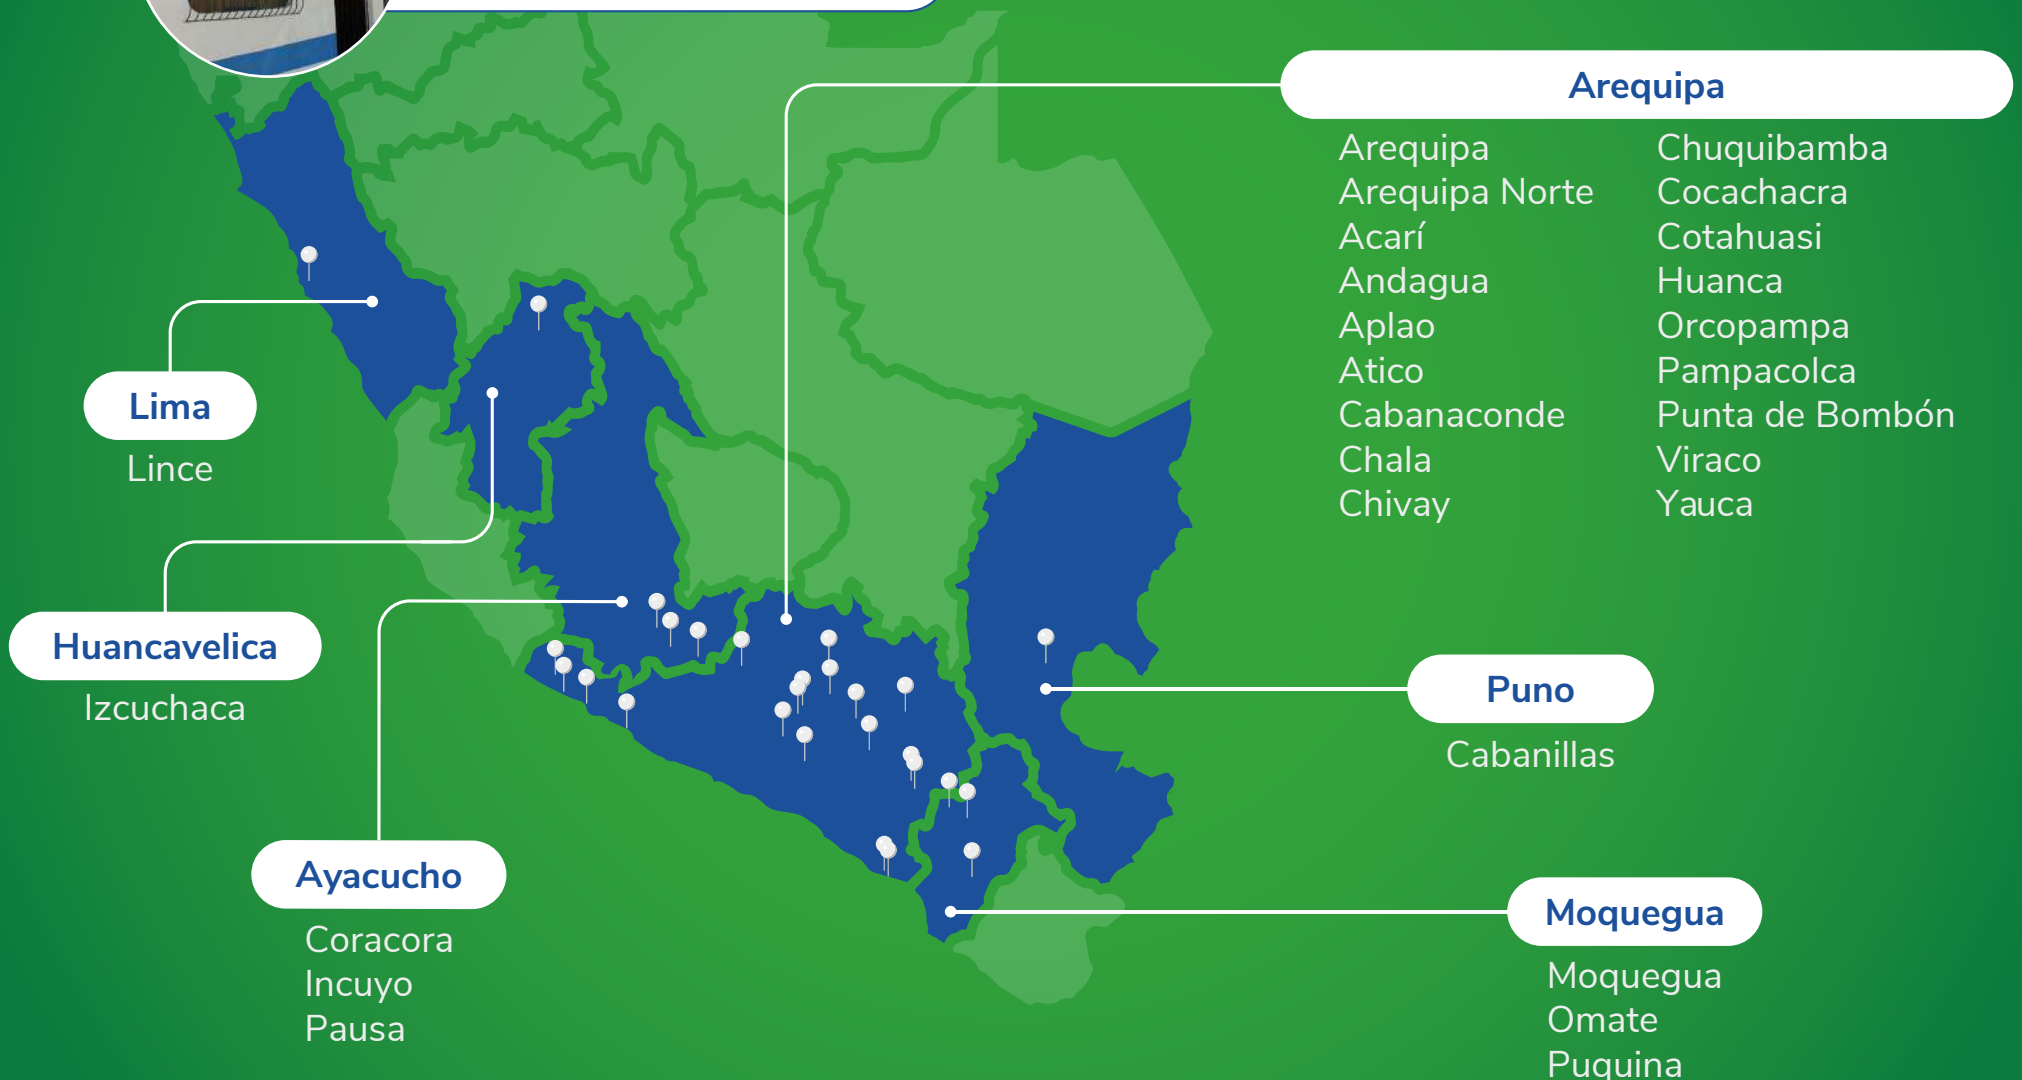 Arequipa
Arequipa
Arequipa Norte
Acarí
Andagua
Aplao
Atico
Cabanaconde
Chala
Chivay
Chuquibamba
Cocachacra
Cotahuasi
Huanca
Orcopampa
Pampacolca
Punta de Bombón
Viraco
Yauca
Lima
Lince
Huancavelica
Izcuchaca
Ayacucho
Coracora
Incuyo
Pausa
Puno
Cabanillas
Moquegua
Moquegua
Omate
Puquina